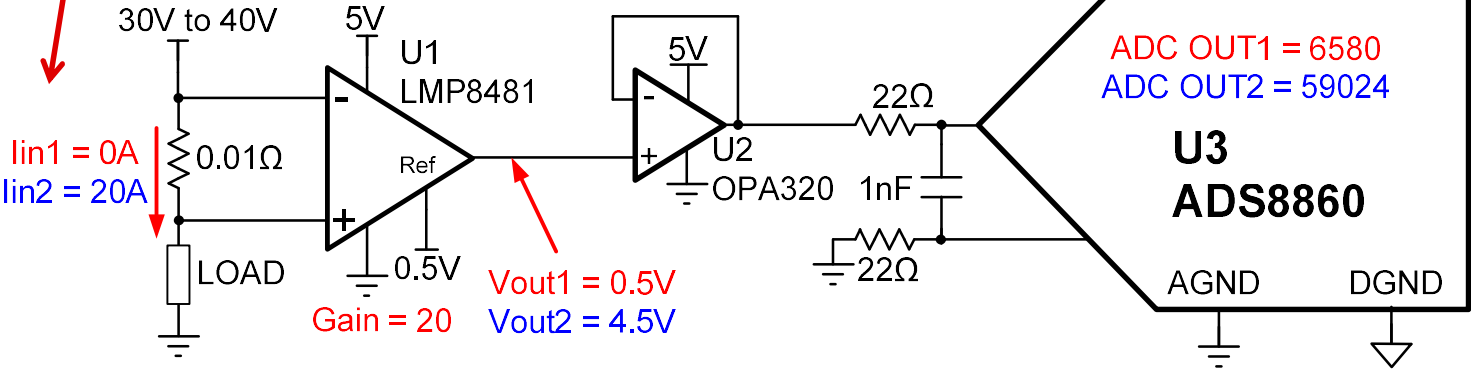 30V to 40V
5V
U1
LMP8481
-
0.01Ω
Iin1 = 0A
Iin2 = 20A
Ref
+
LOAD
0.5V
Gain = 20
Vout1 = 0.5V
Vout2 = 4.5V
5V
-
+
U2
OPA320
22Ω
1nF
22Ω
ADC OUT1 = 6580
ADC OUT2 = 59024
U3
ADS8860
AGND
DGND